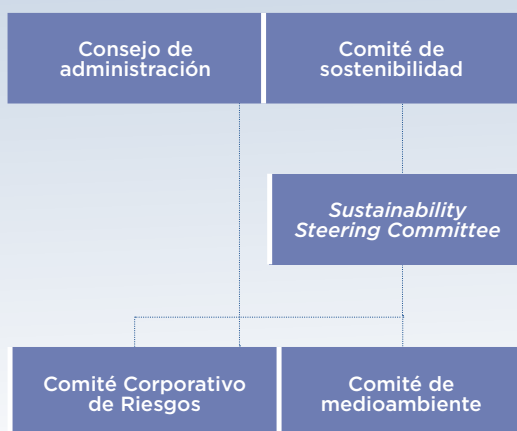 Consejo de
administración
Comité de
sostenibilidad
Sustainability
Steering Committee
Comité Corporativo
de Riesgos
Comité de
medioambiente